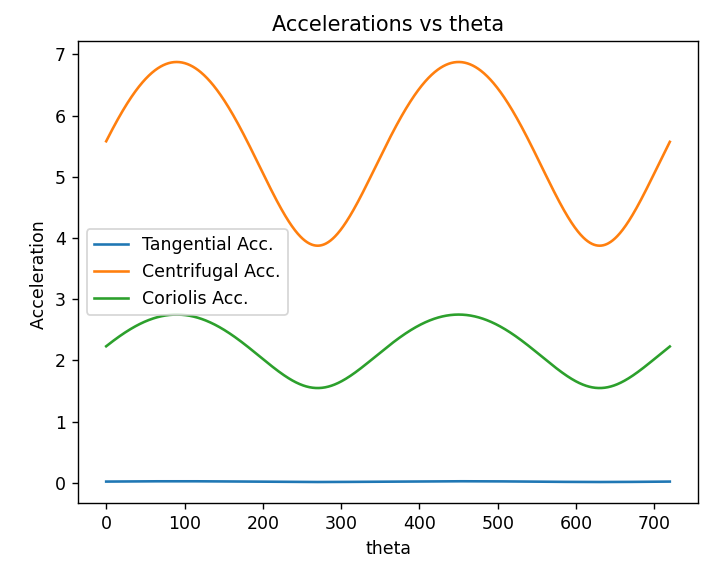 Accelerations vs theta
7
6
5
4
3
2
1
0
Acceleration
Tangential Acc.
Centrifugal Acc.
Coriolis Acc.
0 100 200 300 400 500 600 700
theta